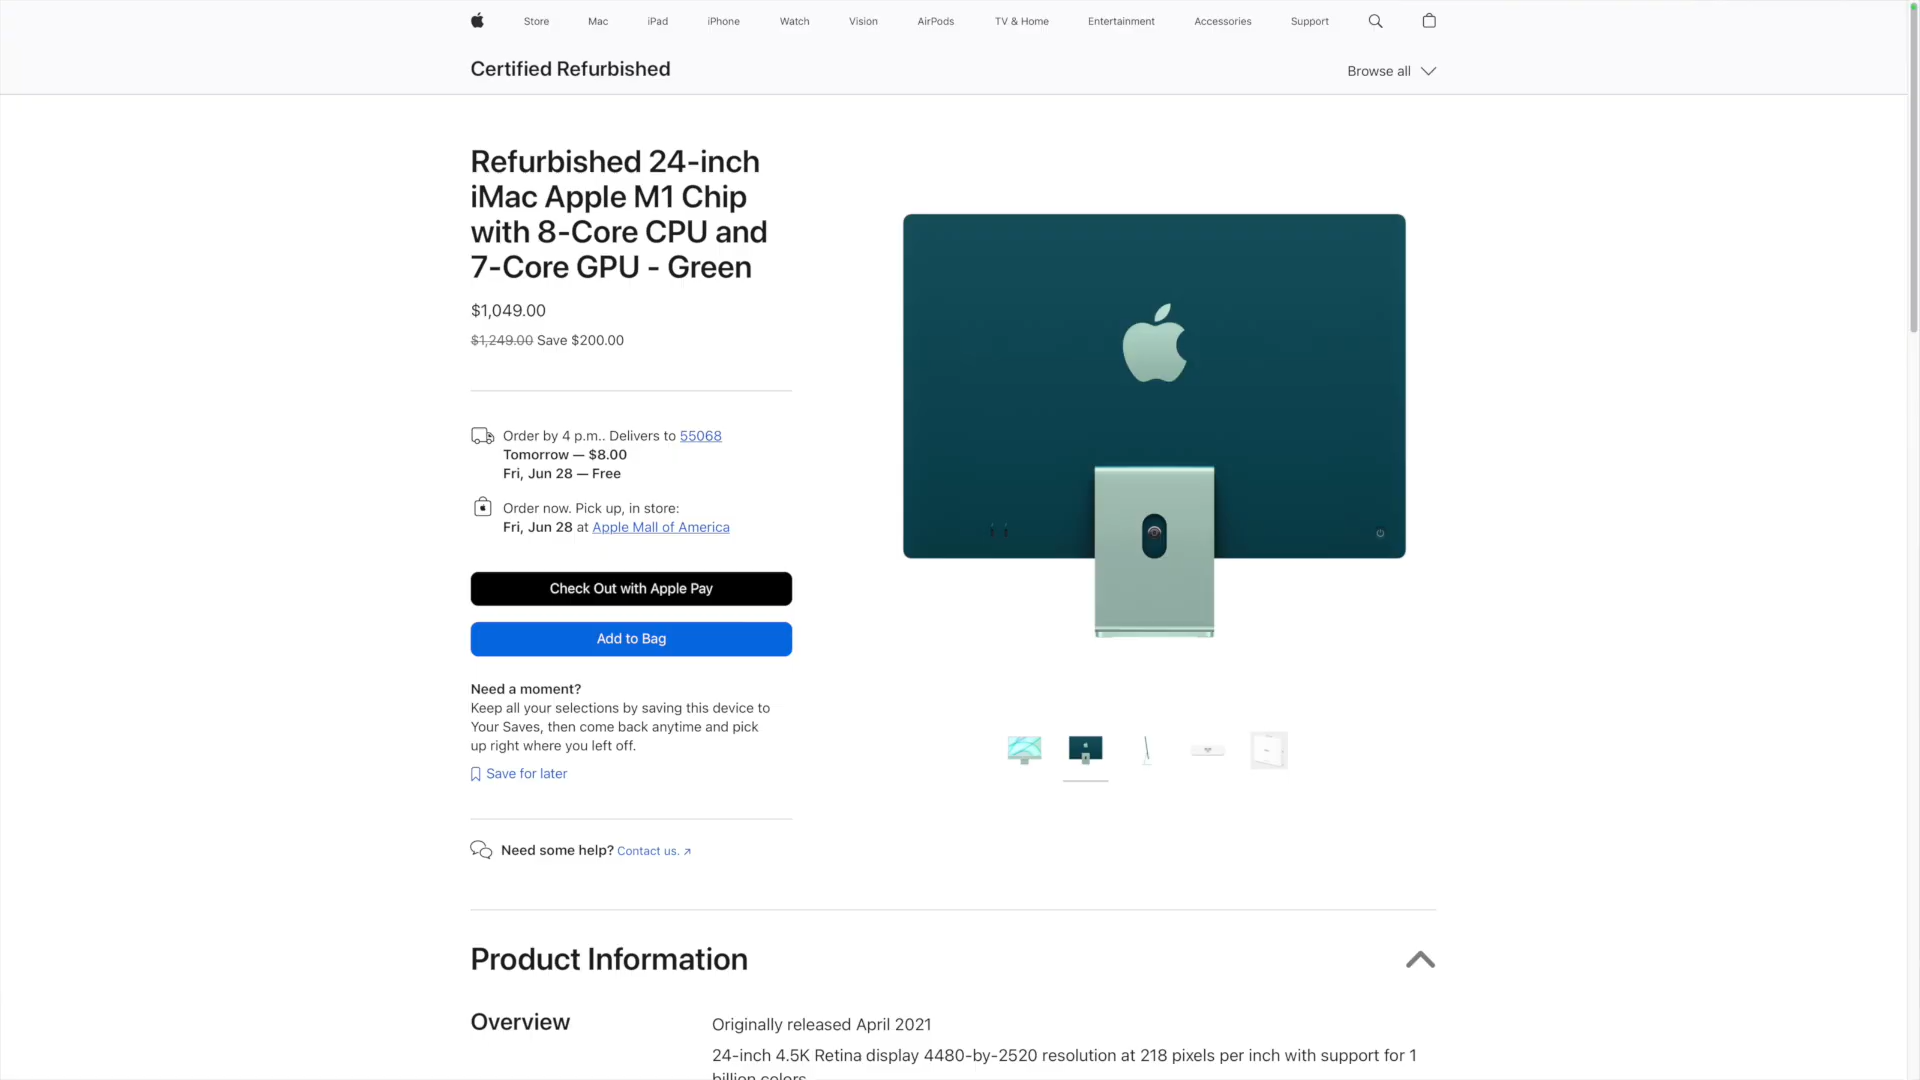 Store
Mac
iPad
iPhone
Watch
Vision
AirPods
TV & Home
Entertainment
Accessories
Support
Certified Refurbished
Browse all
Refurbished 24-inch
iMac Apple M1 Chip
with 8-Core CPU and
7-Core GPU - Green
$1,049.00
$1,249.00 Save $200.00
Order by 4 p.m.. Delivers to 55068
Tomorrow — $8.00
Fri, Jun 28 — Free
Order now. Pick up, in store:
Fri, Jun 28 at Apple Mall of America
Check Out with Apple Pay
Add to Bag
Need a moment?
Keep all your selections by saving this device to
Your Saves, then come back anytime and pick
up right where you left off.
Save for later
Need some help? Contact us. ↗
Product Information
Overview
Originally released April 2021
24-inch 4.5K Retina display 4480-by-2520 resolution at 218 pixels per inch with support for 1
billion colors